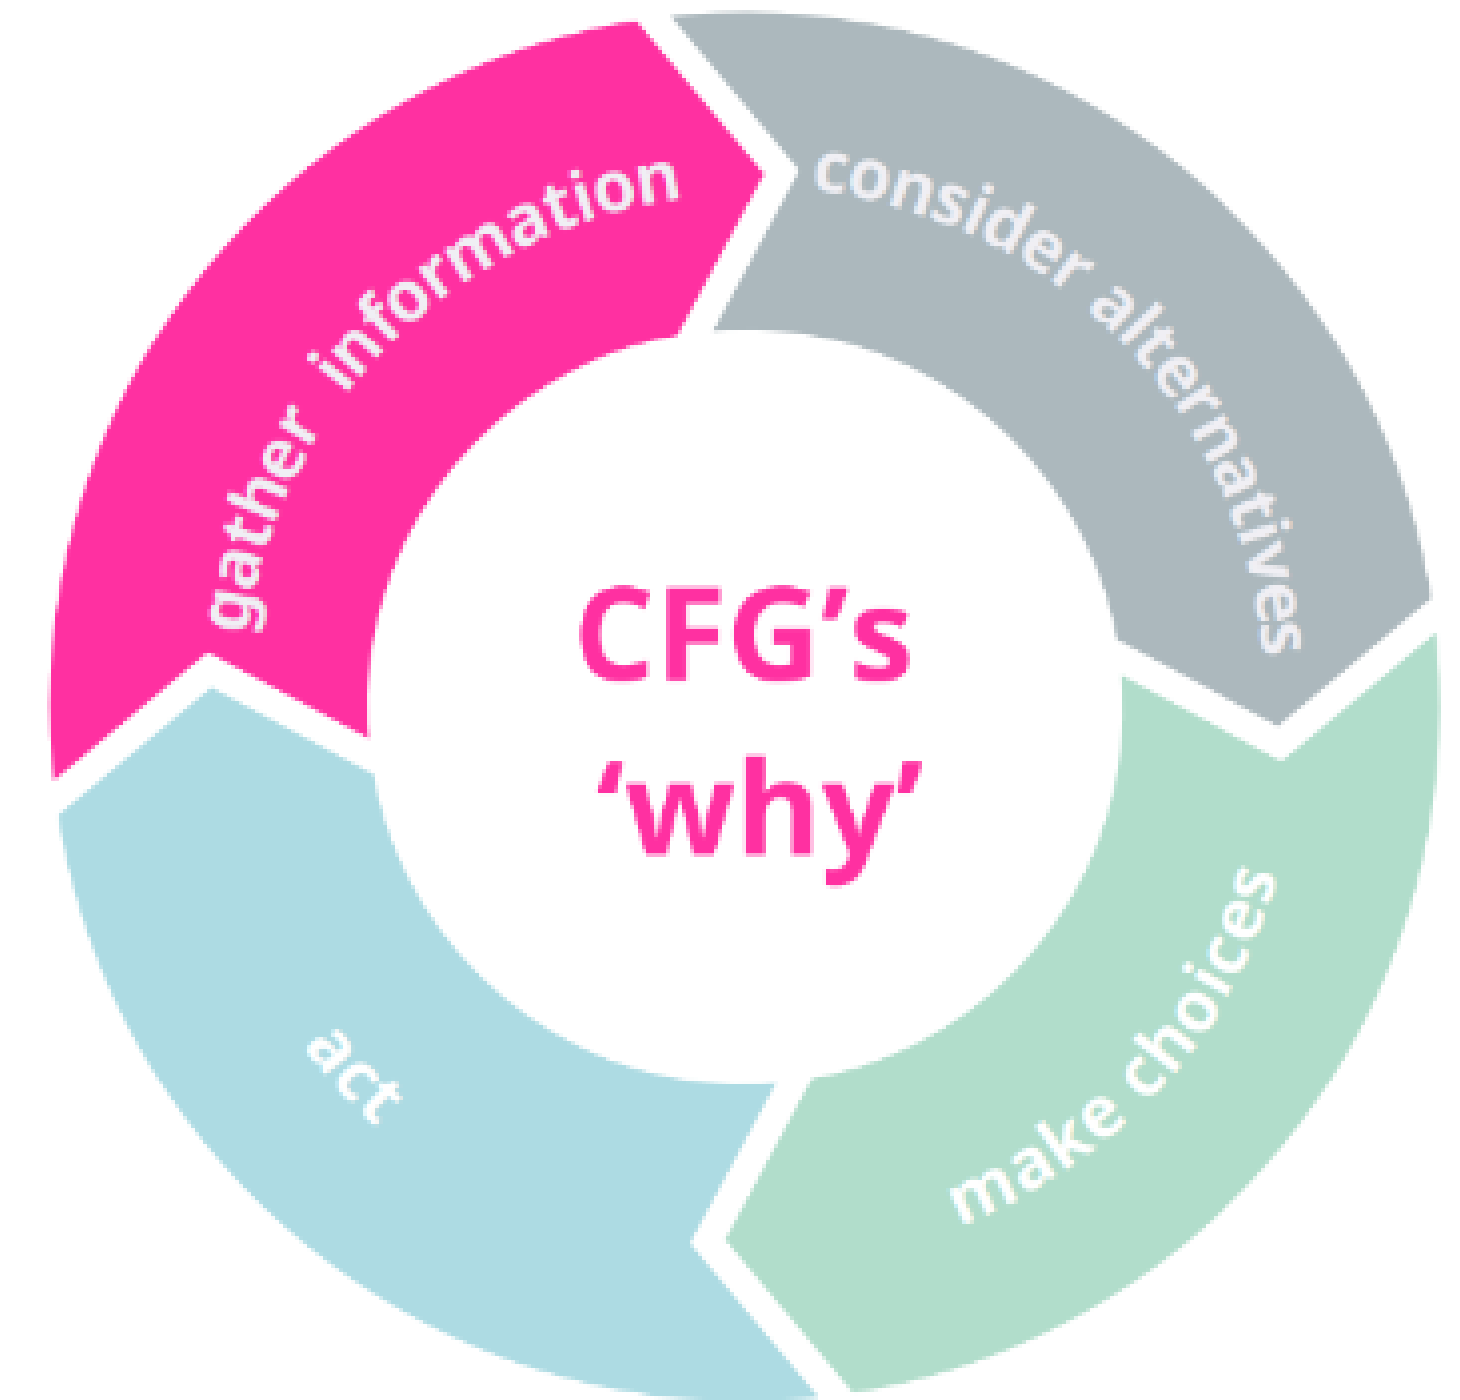 gather information
consider alternatives
CFG’s
‘why’
make choices
act